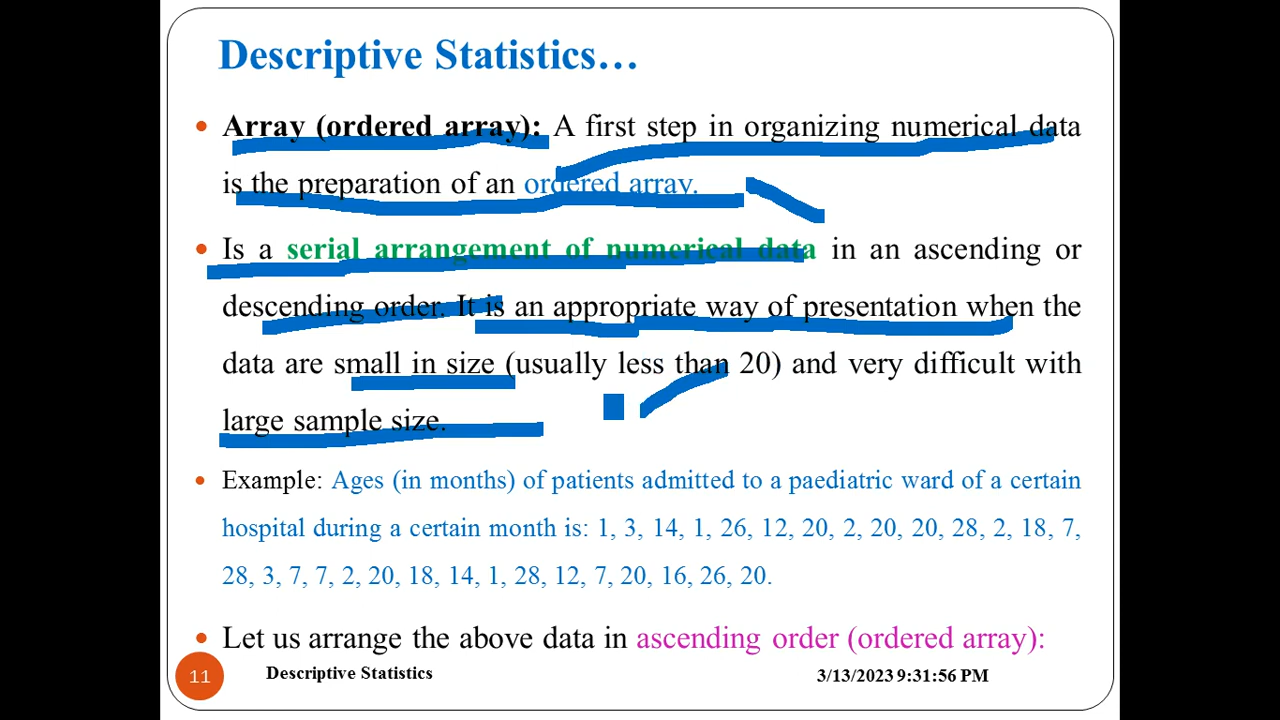 Descriptive Statistics…
• Array (ordered array): A first step in organizing numerical data
is the preparation of an ordered array.
• Is a serial arrangement of numerical data in an ascending or
descending order. It is an appropriate way of presentation when the
data are small in size (usually less than 20) and very difficult with
large sample size.
• Example: Ages (in months) of patients admitted to a paediatric ward of a certain
hospital during a certain month is: 1, 3, 14, 1, 26, 12, 20, 2, 20, 20, 28, 2, 18, 7,
28, 3, 7, 7, 2, 20, 18, 14, 1, 28, 12, 7, 20, 16, 26, 20.
• Let us arrange the above data in ascending order (ordered array):
11 Descriptive Statistics 3/13/2023 9:31:56 PM